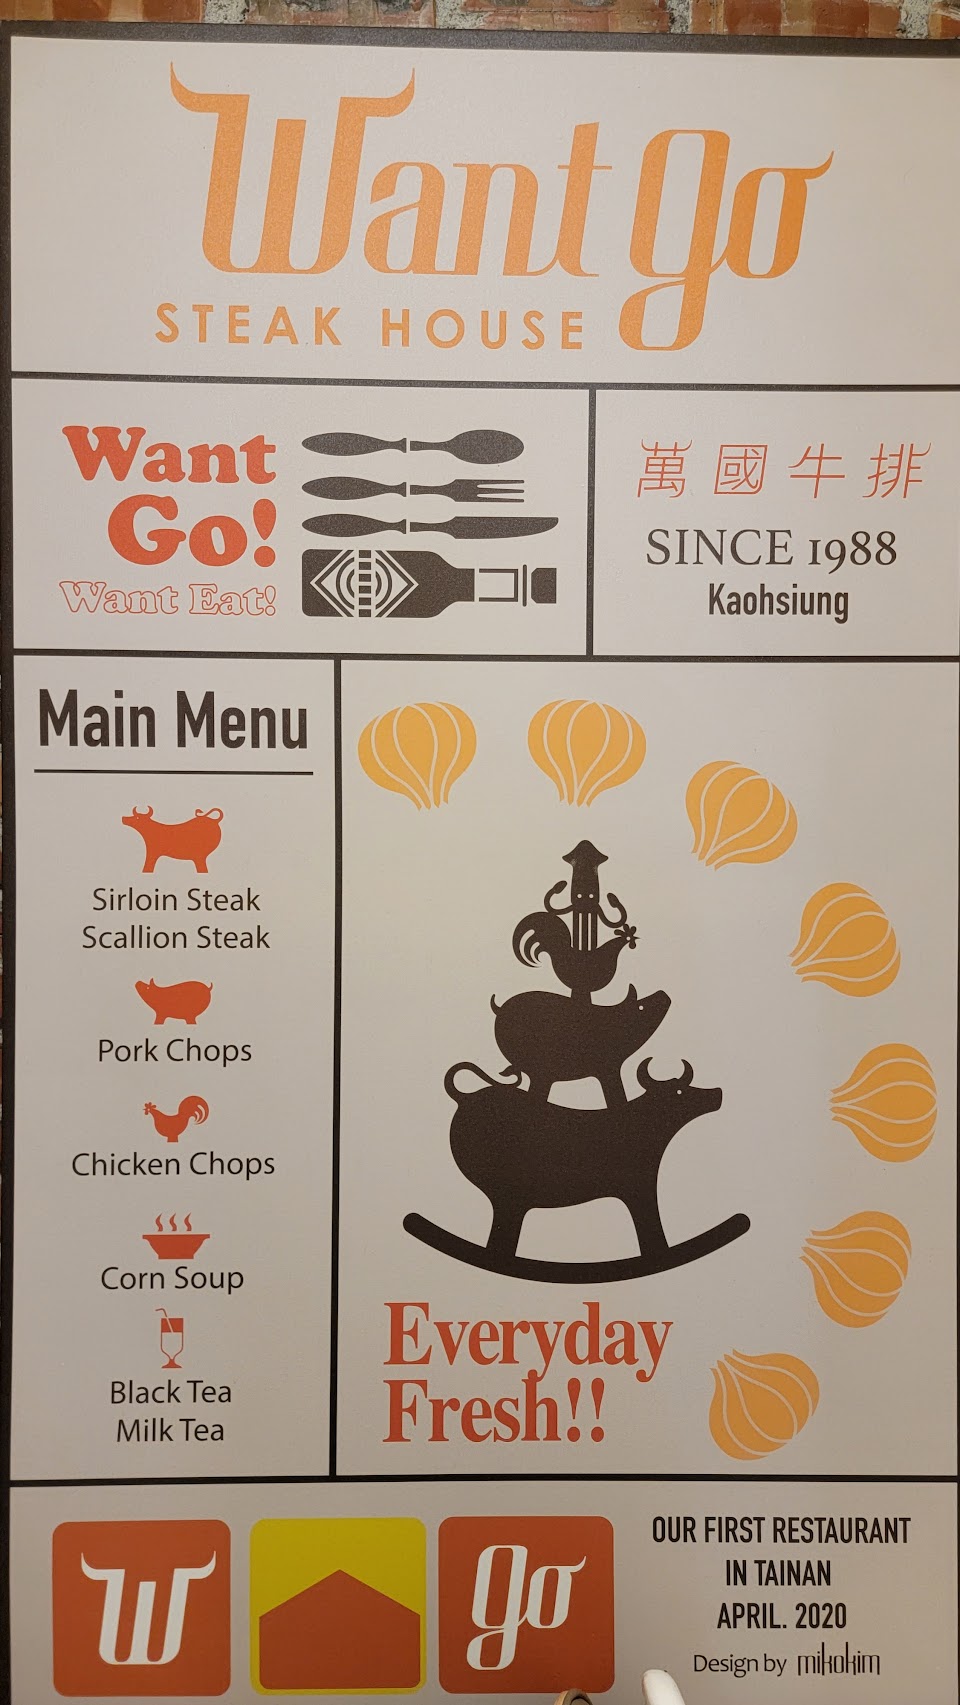 Want go
STEAK HOUSE
Want
Go!
Want Eat!
萬國牛排
SINCE 1988
Kaohsiung
Main Menu
Sirloin Steak
Scallion Steak
Pork Chops
Chicken Chops
Corn Soup
Black Tea
Milk Tea
Everyday
Fresh!!
W
go
OUR FIRST RESTAURANT
IN TAINAN
APRIL. 2020
Design by mikokim